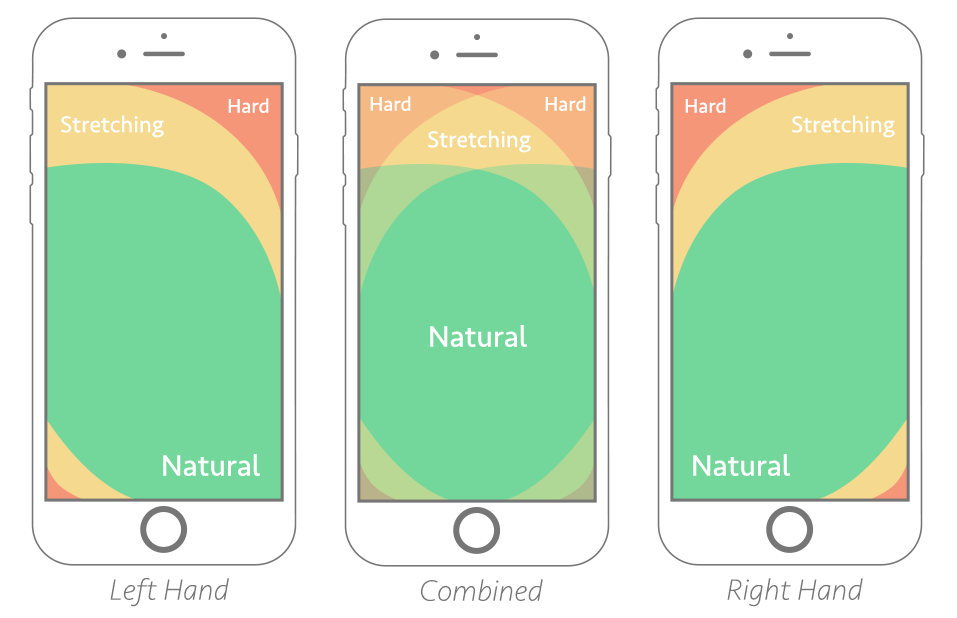 Stretching
Hard
Natural
Left Hand
Hard
Hard
Stretching
Natural
Combined
Hard
Stretching
Natural
Right Hand